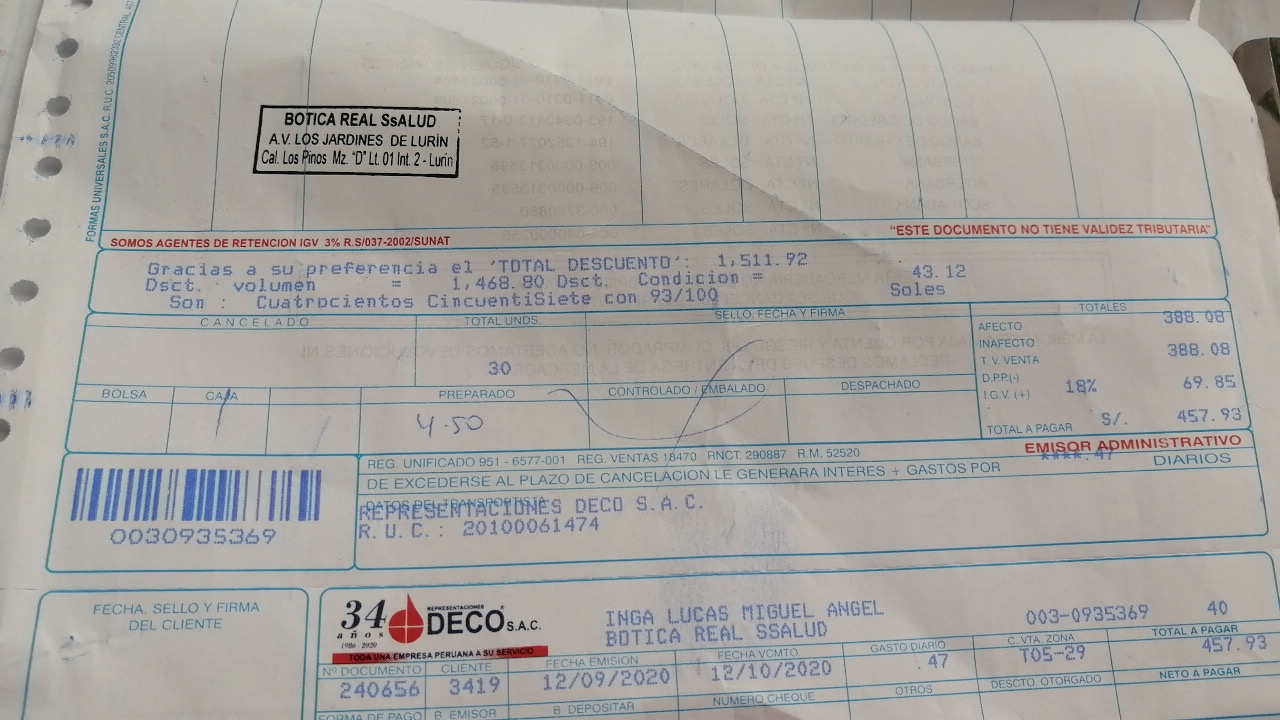 FORMAS UNIVERSALES S.A.C. R.U.C.
BOTICA REAL SsALUD
A.V. LOS JARDINES DE LURÍN
Cal. Los Pinos Mz. "D" Lt. 01 Int. 2 - Lurín
SOMOS AGENTES DE RETENCION IGV 3% R.S/037-2002/SUNAT
"ESTE DOCUMENTO NO TIENE VALIDEZ TRIBUTARIA"
Gracias a su preferencia el 'TOTAL DESCUENTO': 1,511.92
Dsct. volumen = 1,468.80 Dsct. Condicion = 43.12
Son : Cuatrocientos CincuentiSiete con 93/100 Soles
CANCELADO TOTAL UNDS. SELLO, FECHA Y FIRMA TOTALES
30
AFECTO 388.08
INAFECTO
T. V. VENTA 388.08
D.P.P.(-)
I.G.V. (+) 18% 69.85
TOTAL A PAGAR S/. 457.93
BOLSA CAJA PREPARADO CONTROLADO / EMBALADO DESPACHADO
4.50
EMISOR ADMINISTRATIVO
REG. UNIFICADO 951 - 6577-001 REG. VENTAS 18470 RNCT. 290887 R.M. 52520
DE EXCEDERSE AL PLAZO DE CANCELACION LE GENERARA INTERES + GASTOS POR ****.47 DIARIOS
DATOS DEL TRANSPORTISTA
REPRESENTACIONES DECO S.A.C.
R.U.C.: 20100061474
0030935369
FECHA, SELLO Y FIRMA
DEL CLIENTE
34 años
1986-2020
REPRESENTACIONES
DECO S.A.C.
TODA UNA EMPRESA PERUANA A SU SERVICIO
INGA LUCAS MIGUEL ANGEL 003-0935369 40
BOTICA REAL SSALUD
Nº DOCUMENTO CLIENTE FECHA EMISION FECHA VCMTO GASTO DIARIO C. VTA. ZONA TOTAL A PAGAR
240656 3419 12/09/2020 12/10/2020 .47 T05-29 457.93
FORMA DE PAGO B. EMISOR B. DEPOSITAR NUMERO CHEQUE OTROS DESCTO. OTORGADO NETO A PAGAR